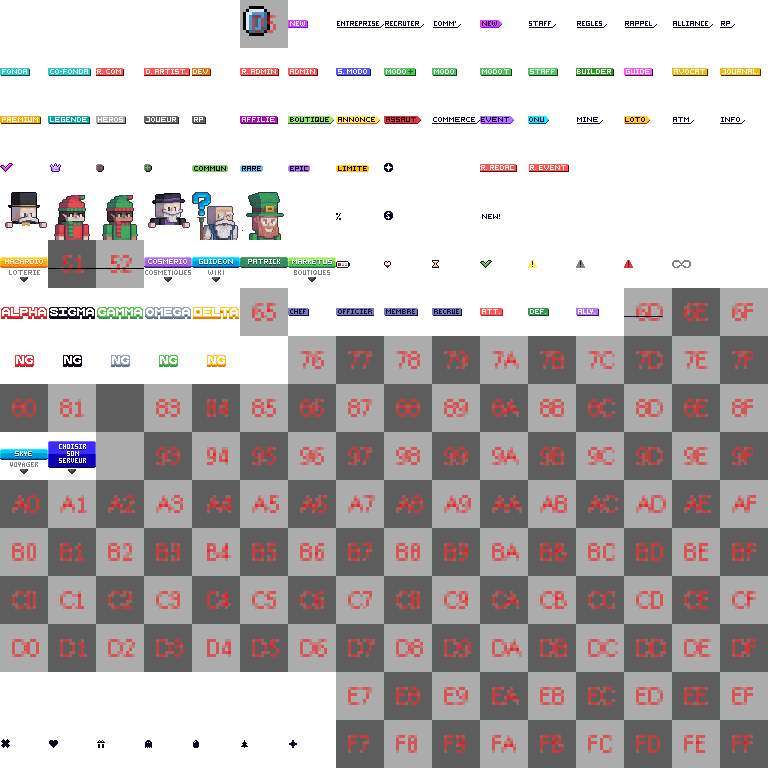 05 NEW ENTREPRISE RECRUTER COMM' NEW STAFF REGLES RAPPEL ALLIANCE RP
FONDA CO-FONDA R.COM D.ARTIST DEV R.ADMIN ADMIN S.MODO MODO+ MODO MODO T STAFF BUILDER GUIDE AVOCAT JOURNAL
PREMIUM LEGENDE HEROS JOUEUR RP AFFILIE BOUTIQUE ANNONCE ASSAUT COMMERCE EVENT ONU MINE LOTO ATM INFO
COMMUN RARE EPIC LIMITE R.REDAC R.EVENT
? % NEW!
HAZARDIO 51 52 COSMERIO GUIDEON PATRICK MARKETUS
LOTERIE COSMETIQUES WIKI BOUTIQUES
ALPHA SIGMA GAMMA OMEGA DELTA 65 CHEF OFFICIER MEMBRE RECRUE ATT. DEF. ALLY. 6D 6E 6F
NG NG NG NG NG 76 77 78 79 7A 7B 7C 7D 7E 7F
80 81 83 84 85 86 87 88 89 8A 8B 8C 8D 8E 8F
SKYE
VOYAGER
CHOISIR
SON
SERVEUR
93 94 95 96 97 98 99 9A 9B 9C 9D 9E 9F
A0 A1 A2 A3 A4 A5 A6 A7 A8 A9 AA AB AC AD AE AF
B0 B1 B2 B3 B4 B5 B6 B7 B8 B9 BA BB BC BD BE BF
C0 C1 C2 C3 C4 C5 C6 C7 C8 C9 CA CB CC CD CE CF
D0 D1 D2 D3 D4 D5 D6 D7 D8 D9 DA DB DC DD DE DF
E7 E8 E9 EA EB EC ED EE EF
F7 F8 F9 FA FB FC FD FE FF